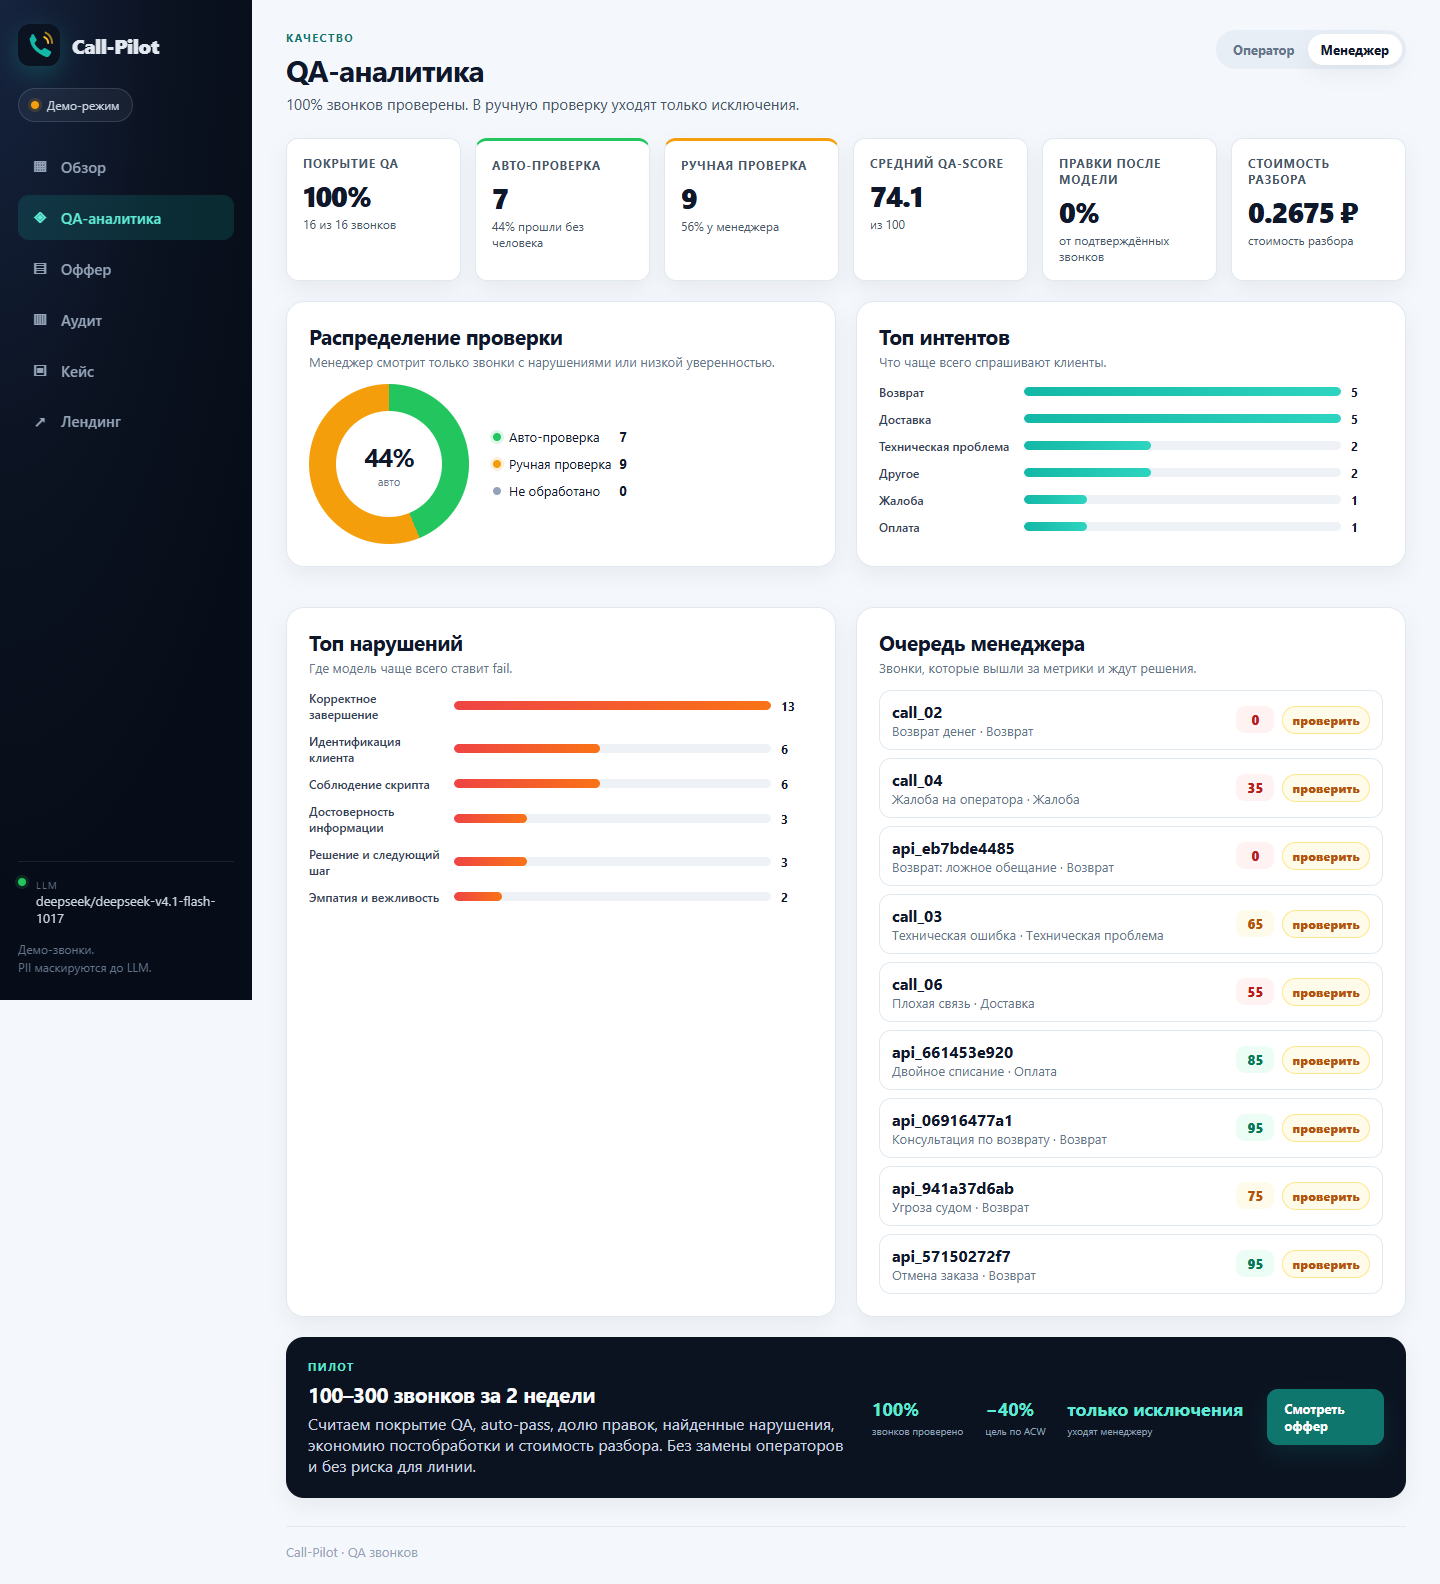 Call-Pilot
Демо-режим
Обзор
QA-аналитика
Оффер
Аудит
Кейс
Лендинг
LLM
deepseek/deepseek-v4.1-flash-
1017
Демо-звонки.
PII маскируются до LLM.
КАЧЕСТВО
QA-аналитика
100% звонков проверены. В ручную проверку уходят только исключения.
Оператор
Менеджер
ПОКРЫТИЕ QA
100%
16 из 16 звонков
АВТО-ПРОВЕРКА
7
44% прошли без
человека
РУЧНАЯ ПРОВЕРКА
9
56% у менеджера
СРЕДНИЙ QA-SCORE
74.1
из 100
ПРАВКИ ПОСЛЕ
МОДЕЛИ
0%
от подтверждённых
звонков
СТОИМОСТЬ
РАЗБОРА
0.2675 ₽
стоимость разбора
Распределение проверки
Менеджер смотрит только звонки с нарушениями или низкой уверенностью.
44%
авто
Авто-проверка 7
Ручная проверка 9
Не обработано 0
Топ интентов
Что чаще всего спрашивают клиенты.
Возврат 5
Доставка 5
Техническая проблема 2
Другое 2
Жалоба 1
Оплата 1
Топ нарушений
Где модель чаще всего ставит fail.
Корректное
завершение
13
Идентификация
клиента
6
Соблюдение скрипта 6
Достоверность
информации
3
Решение и следующий
шаг
3
Эмпатия и вежливость 2
Очередь менеджера
Звонки, которые вышли за метрики и ждут решения.
call_02
Возврат денег · Возврат
0 проверить
call_04
Жалоба на оператора · Жалоба
35 проверить
api_eb7bde4485
Возврат: ложное обещание · Возврат
0 проверить
call_03
Техническая ошибка · Техническая проблема
65 проверить
call_06
Плохая связь · Доставка
55 проверить
api_661453e920
Двойное списание · Оплата
85 проверить
api_06916477a1
Консультация по возврату · Возврат
95 проверить
api_941a37d6ab
Угроза судом · Возврат
75 проверить
api_57150272f7
Отмена заказа · Возврат
95 проверить
ПИЛОТ
100–300 звонков за 2 недели
Считаем покрытие QA, auto-pass, долю правок, найденные нарушения,
экономию постобработки и стоимость разбора. Без замены операторов
и без риска для линии.
100%
звонков проверено
−40%
цель по ACW
только исключения
уходят менеджеру
Смотреть
оффер
Call-Pilot · QA звонков